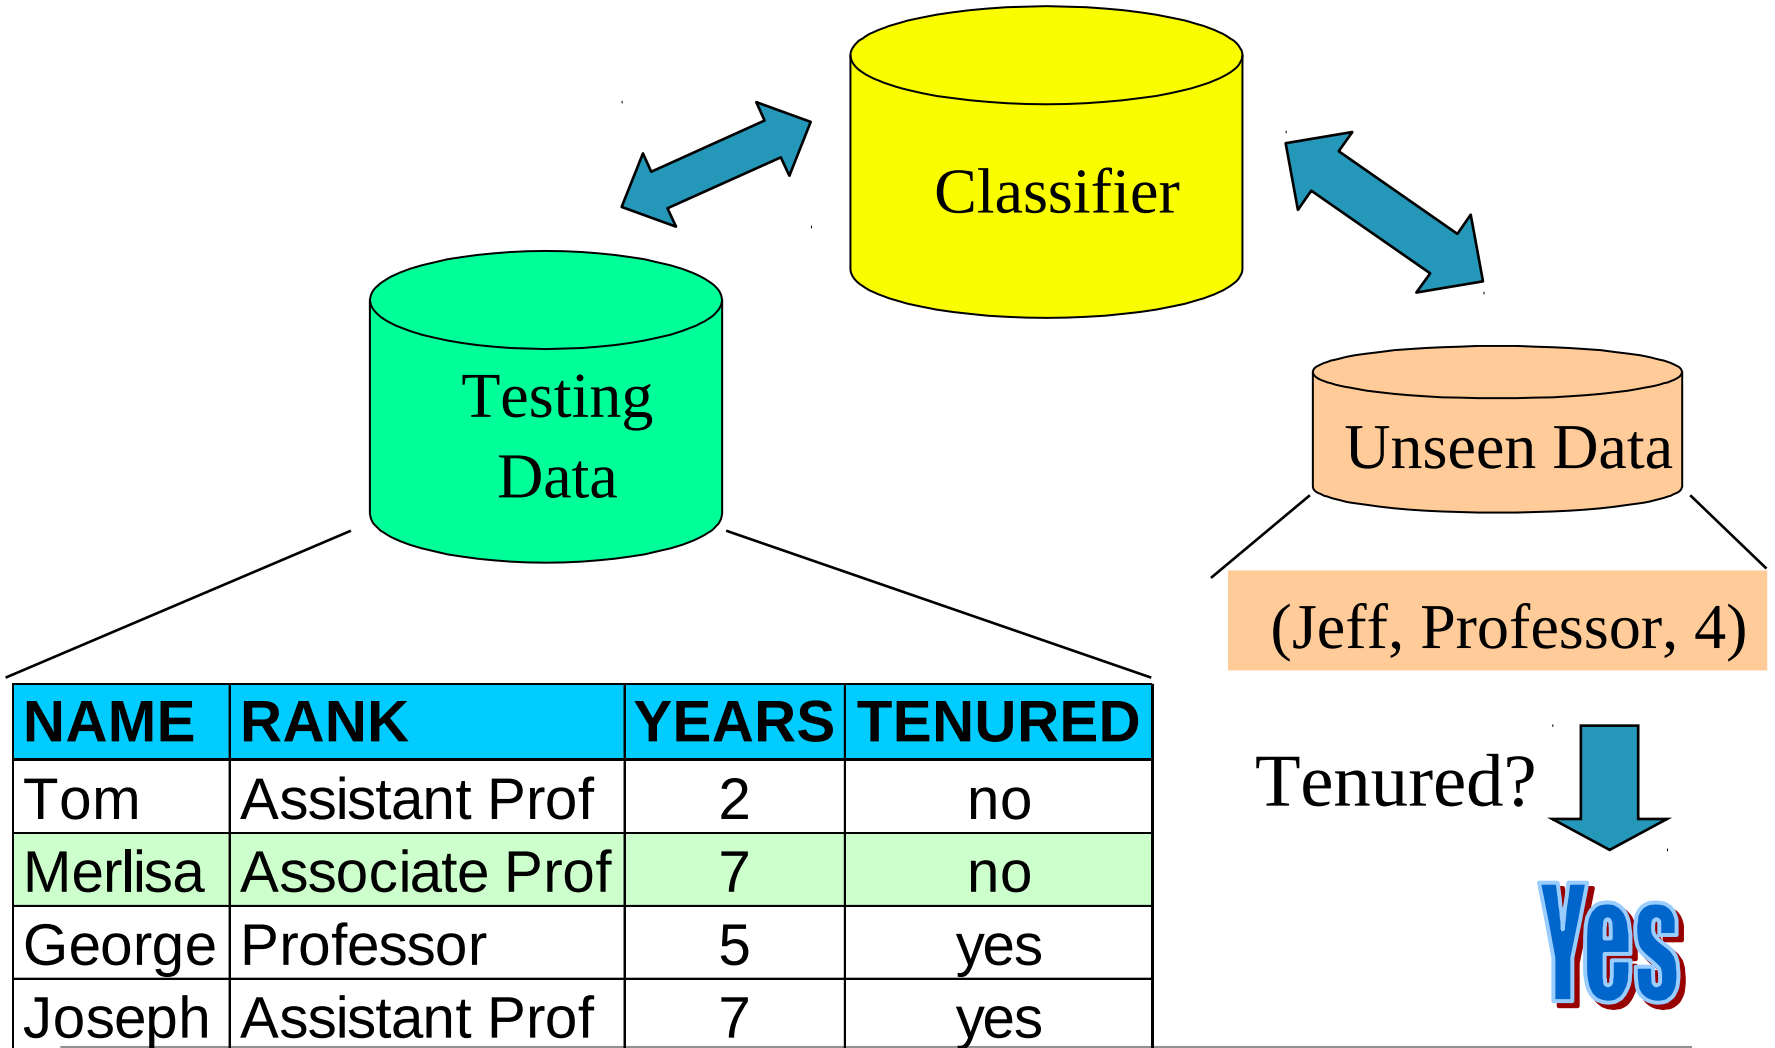 Classifier
Testing
Data
Unseen Data
(Jeff, Professor, 4)
NAME RANK YEARS TENURED
Tom Assistant Prof 2 no
Merlisa Associate Prof 7 no
George Professor 5 yes
Joseph Assistant Prof 7 yes
Tenured?
Yes